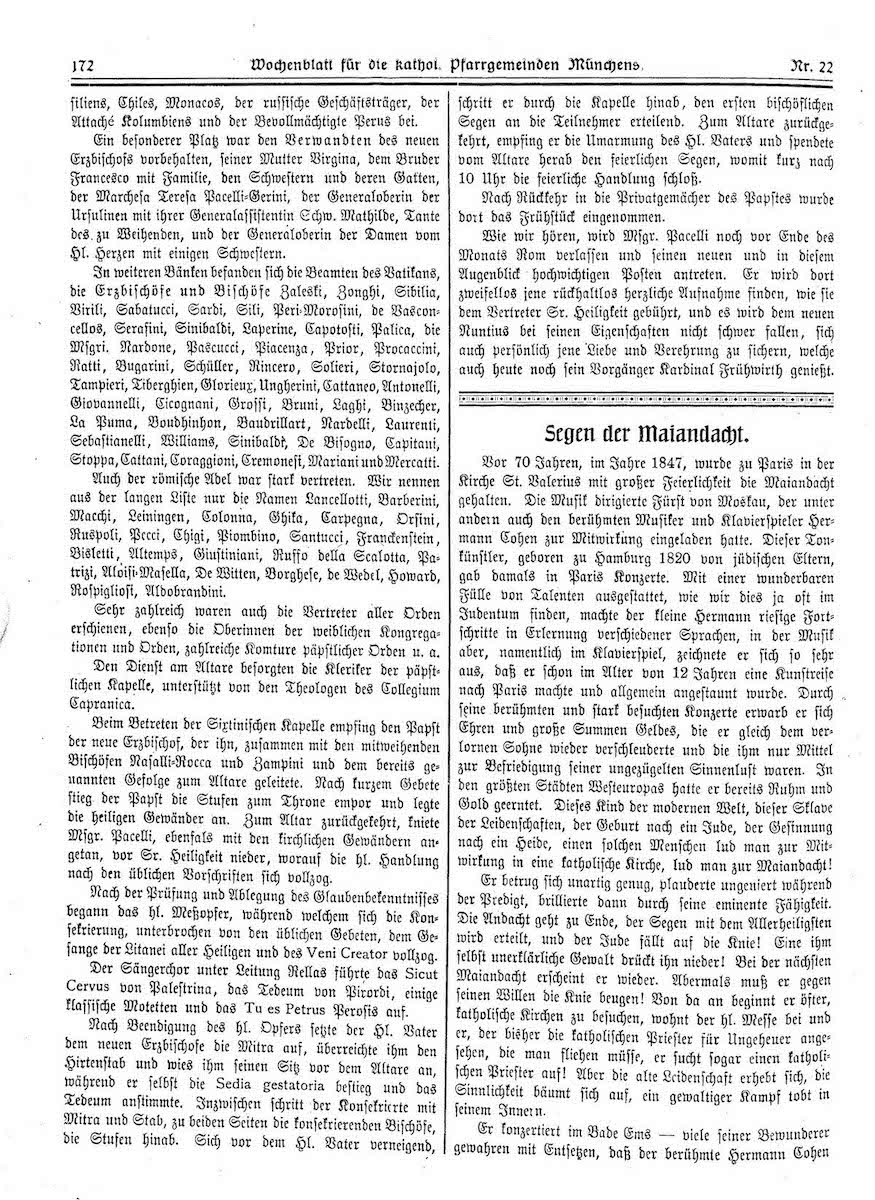 172 Wochenblatt für die kathol. Pfarrgemeinden Münchens. Nr. 22
siliens, Chiles, Monacos, der russische Geschäftsträger, der
Attaché Kolumbiens und der Bevollmächtigte Perus bei.
Ein besonderer Platz war den Verwandten des neuen
Erzbischofs vorbehalten, seiner Mutter Virgina, dem Bruder
Francesco mit Familie, den Schwestern und deren Gatten,
der Marchesa Teresa Pacelli-Gerini, der Generaloberin der
Ursulinen mit ihrer Generalassistentin Schw. Mathilde, Tante
des zu Weihenden, und der Generaloberin der Damen vom
Hl. Herzen mit einigen Schwestern.
In weiteren Bänken befanden sich die Beamten des Vatikans,
die Erzbischöfe und Bischöfe Zaleski, Zonghi, Sibilia,
Virili, Sabatucci, Sardi, Sili, Peri-Morosini, de Vascon-
cellos, Serafini, Sinibaldi, Laperine, Capotosti, Palica, die
Msgri. Nardone, Pascucci, Piacenza, Prior, Procaccini,
Ratti, Bugarini, Schüller, Rincero, Solieri, Stornajolo,
Tampieri, Tiberghien, Glorieux, Ungherini, Cattaneo, Antonelli,
Giovannelli, Cicognani, Grossi, Bruni, Laghi, Binzecher,
La Puma, Boudhinhon, Baudrillart, Nardelli, Laurenti,
Sebastianelli, Williams, Sinibaldi, De Bisogno, Capitani,
Stoppa, Cattani, Coraggioni, Cremonesi, Mariani und Mercatti.
Auch der römische Adel war stark vertreten. Wir nennen
aus der langen Liste nur die Namen Lancellotti, Barberini,
Macchi, Leiningen, Colonna, Ghika, Carpegna, Orsini,
Ruspoli, Pecci, Chigi, Piombino, Santucci, Franckenstein,
Bisletti, Altemps, Giustiniani, Ruffo della Scalotta, Pa-
trizi, Aloisi-Masella, De Witten, Borghese, de Wedel, Howard,
Rospigliosi, Aldobrandini.
Sehr zahlreich waren auch die Vertreter aller Orden
erschienen, ebenso die Oberinnen der weiblichen Kongrega-
tionen und Orden, zahlreiche Komture päpstlicher Orden u. a.
Den Dienst am Altare besorgten die Kleriker der päpst-
lichen Kapelle, unterstützt von den Theologen des Collegium
Capranica.
Beim Betreten der Sixtinischen Kapelle empfing den Papst
der neue Erzbischof, der ihn, zusammen mit den mitweihenden
Bischöfen Nasalli-Rocca und Zampini und dem bereits ge-
nannten Gefolge zum Altare geleitete. Nach kurzem Gebete
stieg der Papst die Stufen zum Throne empor und legte
die heiligen Gewänder an. Zum Altar zurückgekehrt, kniete
Msgr. Pacelli, ebenfals mit den kirchlichen Gewändern an-
getan, vor Sr. Heiligkeit nieder, worauf die hl. Handlung
nach den üblichen Vorschriften sich vollzog.
Nach der Prüfung und Ablegung des Glaubenbekenntnisses
begann das hl. Meßopfer, während welchem sich die Kon-
sekrierung, unterbrochen von den üblichen Gebeten, dem Ge-
sange der Litanei aller Heiligen und des Veni Creator vollzog.
Der Sängerchor unter Leitung Rellas führte das Sicut
Cervus von Palestrina, das Tedeum von Pirordi, einige
klassische Motetten und das Tu es Petrus Perosis auf.
Nach Beendigung des hl. Opfers setzte der Hl. Vater
dem neuen Erzbischofe die Mitra auf, überreichte ihm den
Hirtenstab und wies ihm seinen Sitz vor dem Altare an,
während er selbst die Sedia gestatoria bestieg und das
Tedeum anstimmte. Inzwischen schritt der Konsekrierte mit
Mitra und Stab, zu beiden Seiten die konsekrierenden Bischöfe,
die Stufen hinab. Sich vor dem Hl. Vater verneigend,
schritt er durch die Kapelle hinab, den ersten bischöflichen
Segen an die Teilnehmer erteilend. Zum Altare zurückge-
kehrt, empfing er die Umarmung des Hl. Vaters und spendete
vom Altare herab den feierlichen Segen, womit kurz nach
10 Uhr die feierliche Handlung schloß.
Nach Rückkehr in die Privatgemächer des Papstes wurde
dort das Frühstück eingenommen.
Wie wir hören, wird Msgr. Pacelli noch vor Ende des
Monats Rom verlassen und seinen neuen und in diesem
Augenblick hochwichtigen Posten antreten. Er wird dort
zweifellos jene rückhaltlos herzliche Aufnahme finden, wie sie
dem Vertreter Sr. Heiligkeit gebührt, und es wird dem neuen
Nuntius bei seinen Eigenschaften nicht schwer fallen, sich
auch persönlich jene Liebe und Verehrung zu sichern, welche
auch heute noch sein Vorgänger Kardinal Frühwirth genießt.
Segen der Maiandacht.
Vor 70 Jahren, im Jahre 1847, wurde zu Paris in der
Kirche St. Valerius mit großer Feierlichkeit die Maiandacht
gehalten. Die Musik dirigierte Fürst von Moskau, der unter
andern auch den berühmten Musiker und Klavierspieler Her-
mann Cohen zur Mitwirkung eingeladen hatte. Dieser Ton-
künstler, geboren zu Hamburg 1820 von jüdischen Eltern,
gab damals in Paris Konzerte. Mit einer wunderbaren
Fülle von Talenten ausgestattet, wie wir dies ja oft im
Judentum finden, machte der kleine Hermann riesige Fort-
schritte in Erlernung verschiedener Sprachen, in der Musik
aber, namentlich im Klavierspiel, zeichnete er sich so sehr
aus, daß er schon im Alter von 12 Jahren eine Kunstreise
nach Paris machte und allgemein angestaunt wurde. Durch
seine berühmten und stark besuchten Konzerte erwarb er sich
Ehren und große Summen Geldes, die er gleich dem ver-
lornen Sohne wieder verschleuderte und die ihm nur Mittel
zur Befriedigung seiner ungezügelten Sinnenlust waren. In
den größten Städten Westeuropas hatte er bereits Ruhm und
Gold geerntet. Dieses Kind der modernen Welt, dieser Sklave
der Leidenschaften, der Geburt nach ein Jude, der Gesinnung
nach ein Heide, einen solchen Menschen lud man zur Mit-
wirkung in eine katholische Kirche, lud man zur Maiandacht!
Er betrug sich unartig genug, plauderte ungeniert während
der Predigt, brillierte dann durch seine eminente Fähigkeit.
Die Andacht geht zu Ende, der Segen mit dem Allerheiligsten
wird erteilt, und der Jude fällt auf die Knie! Eine ihm
selbst unerklärliche Gewalt drückt ihn nieder! Bei der nächsten
Maiandacht erscheint er wieder. Abermals muß er gegen
seinen Willen die Knie beugen! Von da an beginnt er öfter,
katholische Kirchen zu besuchen, wohnt der hl. Messe bei und
er, der bisher die katholischen Priester für Ungeheuer ange-
sehen, die man fliehen müsse, er sucht sogar einen katholi-
schen Priester auf! Aber die alte Leidenschaft erhebt sich, die
Sinnlichkeit bäumt sich auf, ein gewaltiger Kampf tobt in
seinem Innern.
Er konzertiert im Bade Ems — viele seiner Bewunderer
gewahren mit Entsetzen, daß der berühmte Hermann Cohen